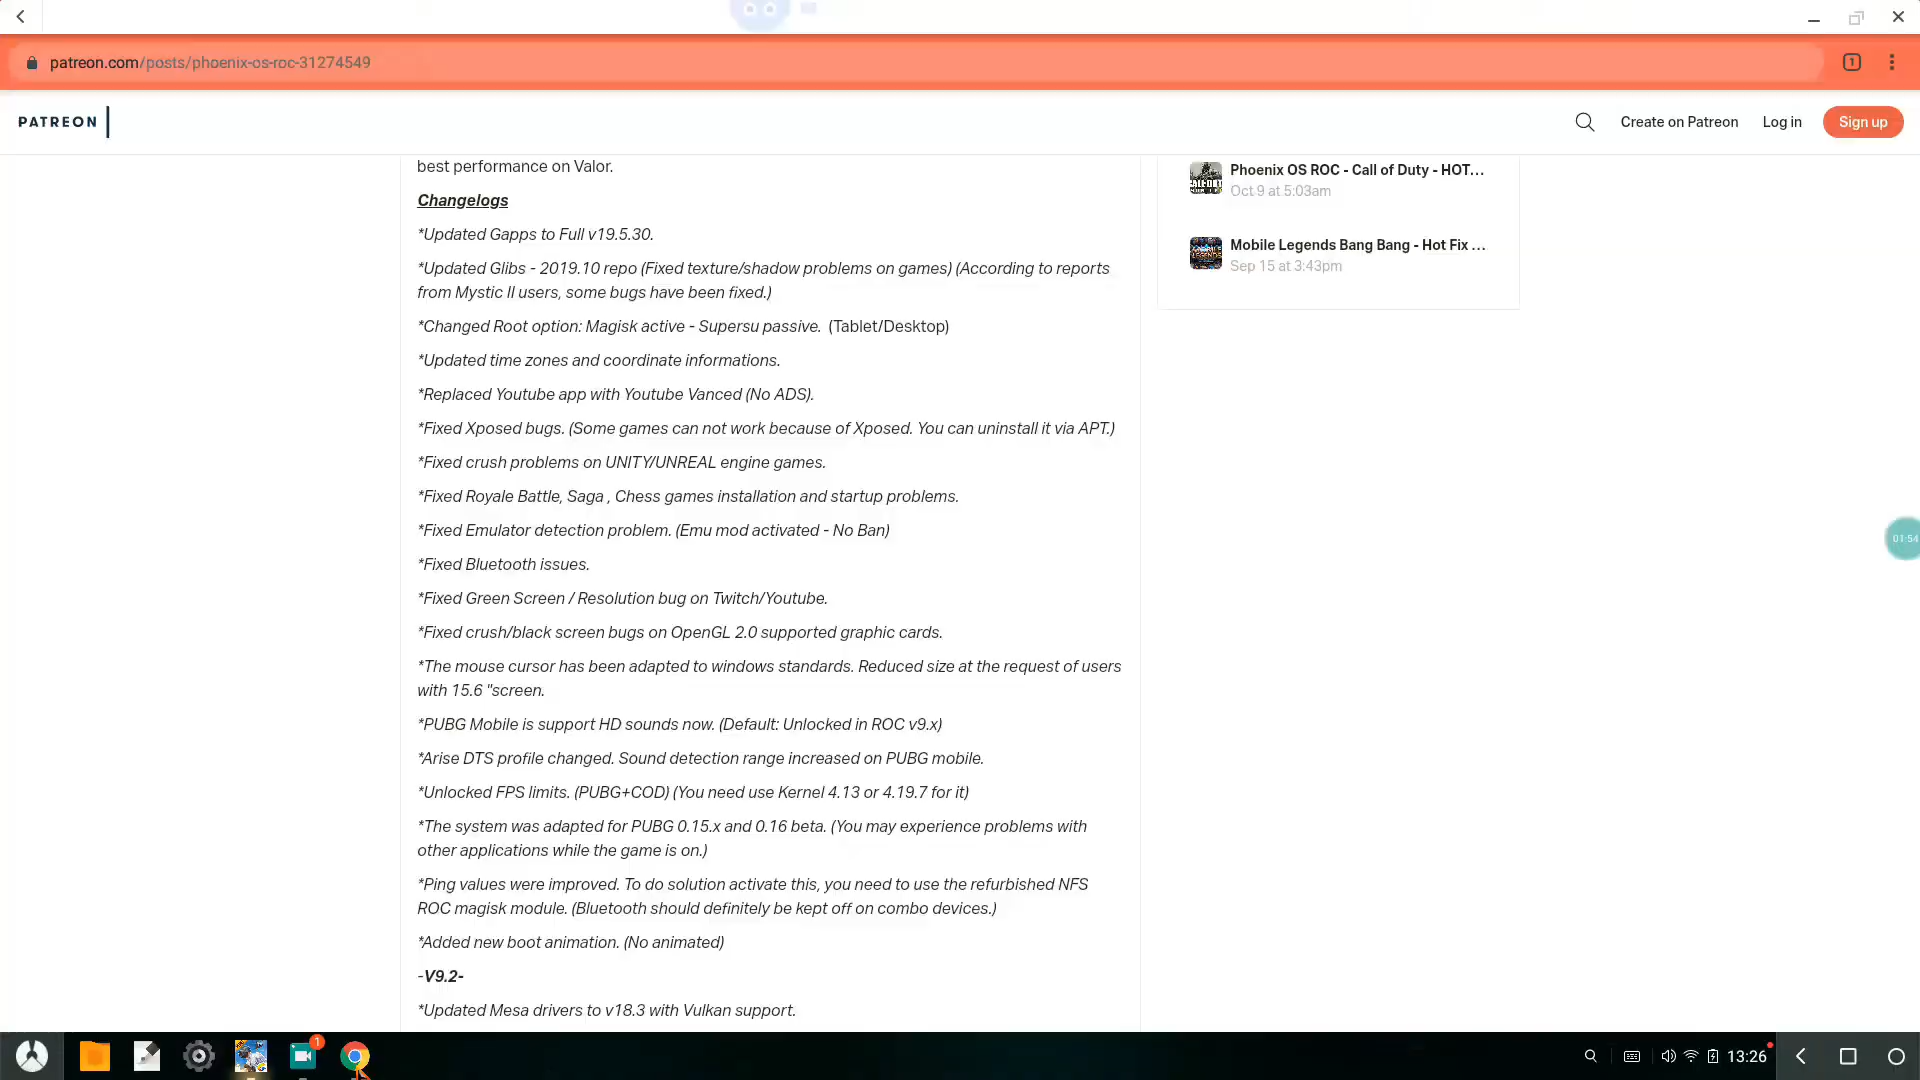 patreon.com/posts/phoenix-os-roc-31274549
1
PATREON
Create on Patreon
Log in
Sign up
best performance on Valor.
Changelogs
*Updated Gapps to Full v19.5.30.
*Updated Glibs - 2019.10 repo (Fixed texture/shadow problems on games) (According to reports
from Mystic II users, some bugs have been fixed.)
*Changed Root option: Magisk active - Supersu passive. (Tablet/Desktop)
*Updated time zones and coordinate informations.
*Replaced Youtube app with Youtube Vanced (No ADS).
*Fixed Xposed bugs. (Some games can not work because of Xposed. You can uninstall it via APT.)
*Fixed crush problems on UNITY/UNREAL engine games.
*Fixed Royale Battle, Saga , Chess games installation and startup problems.
*Fixed Emulator detection problem. (Emu mod activated - No Ban)
*Fixed Bluetooth issues.
*Fixed Green Screen / Resolution bug on Twitch/Youtube.
*Fixed crush/black screen bugs on OpenGL 2.0 supported graphic cards.
*The mouse cursor has been adapted to windows standards. Reduced size at the request of users
with 15.6 "screen.
*PUBG Mobile is support HD sounds now. (Default: Unlocked in ROC v9.x)
*Arise DTS profile changed. Sound detection range increased on PUBG mobile.
*Unlocked FPS limits. (PUBG+COD) (You need use Kernel 4.13 or 4.19.7 for it)
*The system was adapted for PUBG 0.15.x and 0.16 beta. (You may experience problems with
other applications while the game is on.)
*Ping values were improved. To do solution activate this, you need to use the refurbished NFS
ROC magisk module. (Bluetooth should definitely be kept off on combo devices.)
*Added new boot animation. (No animated)
-V9.2-
*Updated Mesa drivers to v18.3 with Vulkan support.
Phoenix OS ROC - Call of Duty - HOT...
Oct 9 at 5:03am
Mobile Legends Bang Bang - Hot Fix ...
Sep 15 at 3:43pm
01:54
1
13:26